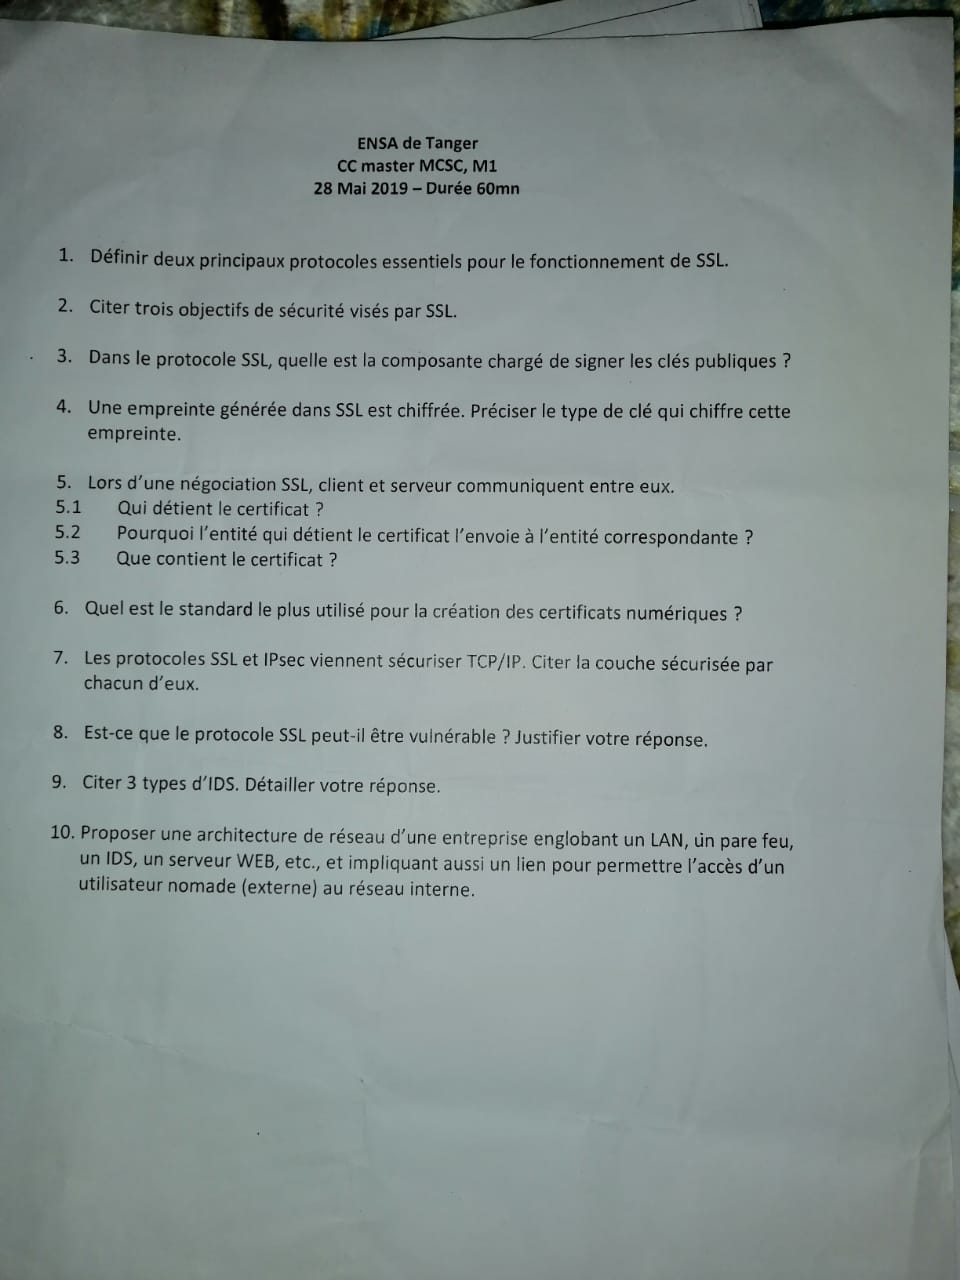 ENSA de Tanger
CC master MCSC, M1
28 Mai 2019 – Durée 60mn
1. Définir deux principaux protocoles essentiels pour le fonctionnement de SSL.
2. Citer trois objectifs de sécurité visés par SSL.
3. Dans le protocole SSL, quelle est la composante chargé de signer les clés publiques ?
4. Une empreinte générée dans SSL est chiffrée. Préciser le type de clé qui chiffre cette
empreinte.
5. Lors d’une négociation SSL, client et serveur communiquent entre eux.
5.1 Qui détient le certificat ?
5.2 Pourquoi l’entité qui détient le certificat l’envoie à l’entité correspondante ?
5.3 Que contient le certificat ?
6. Quel est le standard le plus utilisé pour la création des certificats numériques ?
7. Les protocoles SSL et IPsec viennent sécuriser TCP/IP. Citer la couche sécurisée par
chacun d’eux.
8. Est-ce que le protocole SSL peut-il être vulnérable ? Justifier votre réponse.
9. Citer 3 types d’IDS. Détailler votre réponse.
10. Proposer une architecture de réseau d’une entreprise englobant un LAN, un pare feu,
un IDS, un serveur WEB, etc., et impliquant aussi un lien pour permettre l’accès d’un
utilisateur nomade (externe) au réseau interne.